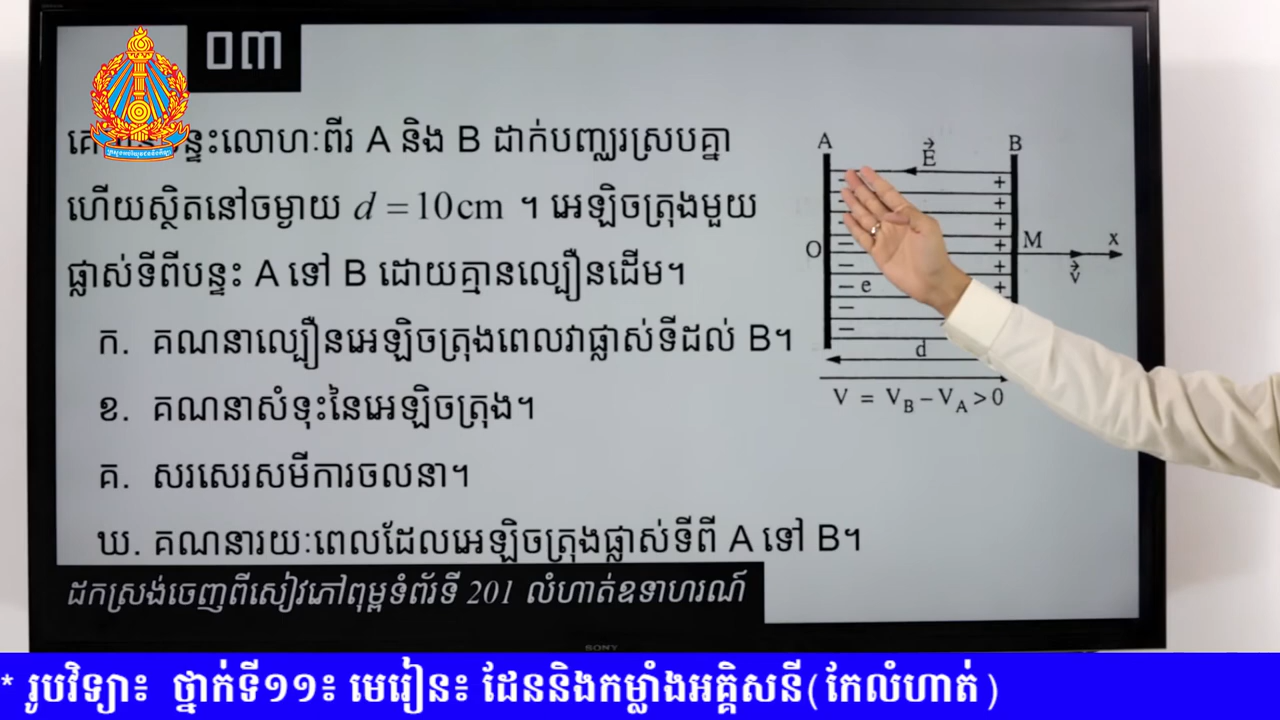 ០៣
លោហៈពីរ A និង B ដាក់បញ្ឈរស្របគ្នា
ហើយស្ថិតនៅចម្ងាយ d = 10cm ។ អេឡិចត្រុងមួយ
ផ្លាស់ទីពីបន្ទះ A ទៅ B ដោយគ្មានល្បឿនដើម។
ក. គណនាល្បឿនអេឡិចត្រុងពេលវាផ្លាស់ទីដល់ B។
ខ. គណនាសំទុះនៃអេឡិចត្រុង។
គ. សរសេរសមីការចលនា។
ឃ. គណនារយៈពេលដែលអេឡិចត្រុងផ្លាស់ទីពី A ទៅ B។
ដកស្រង់ចេញពីសៀវភៅពុម្ពទំព័រទី 201 លំហាត់ឧទាហរណ៍
A
E
B
O
M
x
v
e
d
V = V_B – V_A > 0
SONY
* រូបវិទ្យា៖ ថ្នាក់ទី១១៖ មេរៀន៖ ដែននិងកម្លាំងអគ្គិសនី(កែលំហាត់)